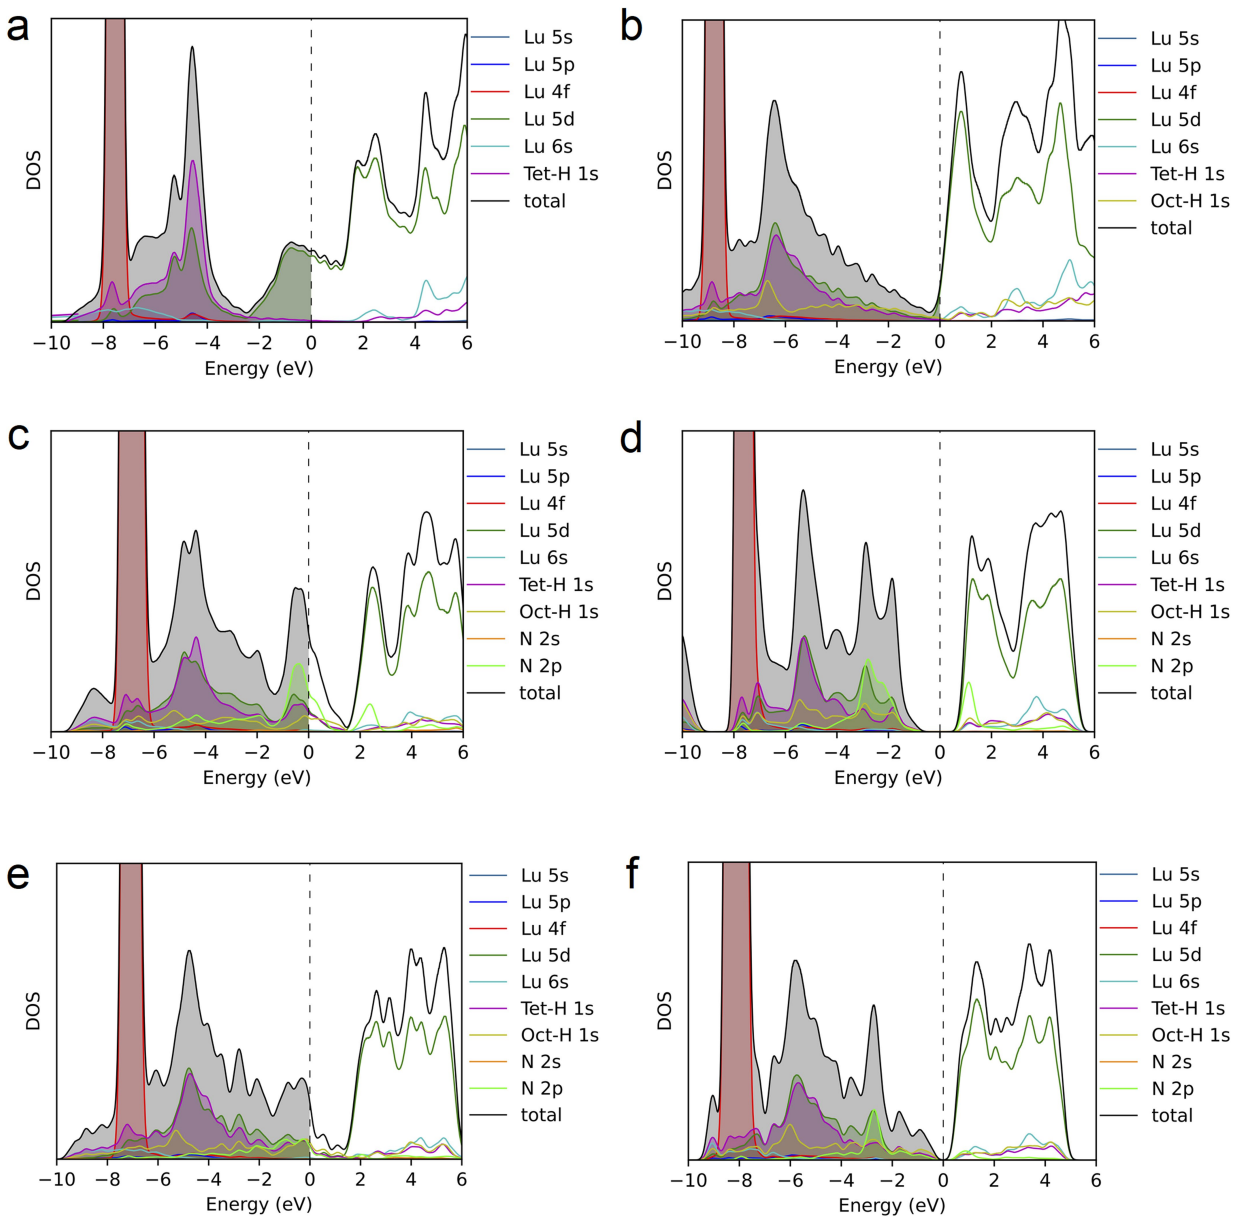 a
DOS
−10 −8 −6 −4 −2 0 2 4 6
Energy (eV)
Lu 5s
Lu 5p
Lu 4f
Lu 5d
Lu 6s
Tet-H 1s
total
b
DOS
−10 −8 −6 −4 −2 0 2 4 6
Energy (eV)
Lu 5s
Lu 5p
Lu 4f
Lu 5d
Lu 6s
Tet-H 1s
Oct-H 1s
total
c
DOS
−10 −8 −6 −4 −2 0 2 4 6
Energy (eV)
Lu 5s
Lu 5p
Lu 4f
Lu 5d
Lu 6s
Tet-H 1s
Oct-H 1s
N 2s
N 2p
total
d
DOS
−10 −8 −6 −4 −2 0 2 4 6
Energy (eV)
Lu 5s
Lu 5p
Lu 4f
Lu 5d
Lu 6s
Tet-H 1s
Oct-H 1s
N 2s
N 2p
total
e
DOS
−10 −8 −6 −4 −2 0 2 4 6
Energy (eV)
Lu 5s
Lu 5p
Lu 4f
Lu 5d
Lu 6s
Tet-H 1s
Oct-H 1s
N 2s
N 2p
total
f
DOS
−10 −8 −6 −4 −2 0 2 4 6
Energy (eV)
Lu 5s
Lu 5p
Lu 4f
Lu 5d
Lu 6s
Tet-H 1s
Oct-H 1s
N 2s
N 2p
total